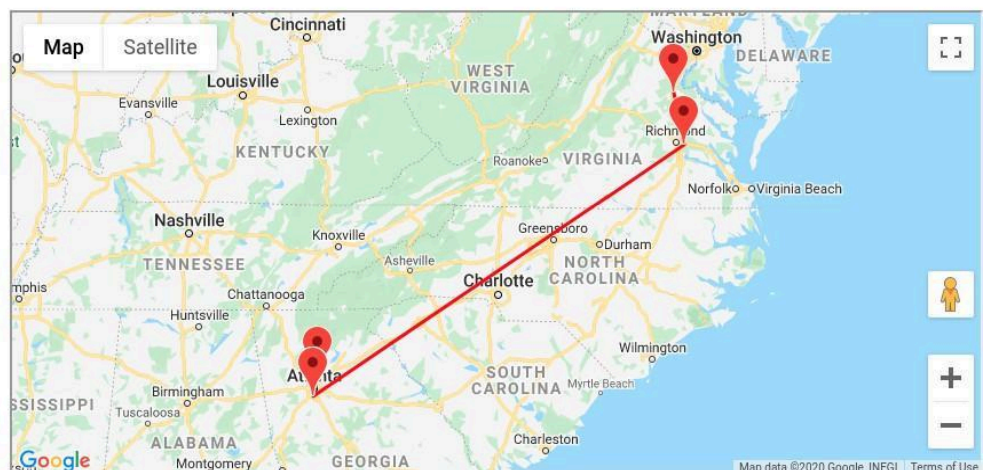 MARYLAND
Cincinnati
Map Satellite
Washington
DELAWARE
WEST
VIRGINIA
Louisville
Evansville
Lexington
Richmond
KENTUCKY
Roanoke
VIRGINIA
Norfolk
Virginia Beach
Nashville
Greensboro
Knoxville
Durham
TENNESSEE
Asheville
NORTH
CAROLINA
Charlotte
mphis
Chattanooga
Huntsville
Wilmington
Atlanta
SOUTH
CAROLINA
Myrtle Beach
Birmingham
SSISSIPPI
Tuscaloosa
Charleston
ALABAMA
Montgomery
GEORGIA
Google
Map data ©2020 Google, INEGI
Terms of Use